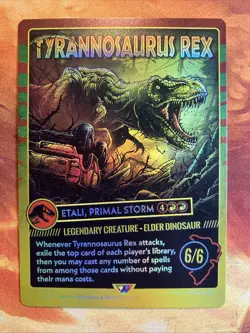 TYRANNOSAURUS REX
ETALI, PRIMAL STORM 4
LEGENDARY CREATURE - ELDER DINOSAUR
Whenever Tyrannosaurus Rex attacks,
exile the top card of each player's library,
then you may cast any number of spells
from among those cards without paying
their mana costs.
6/6